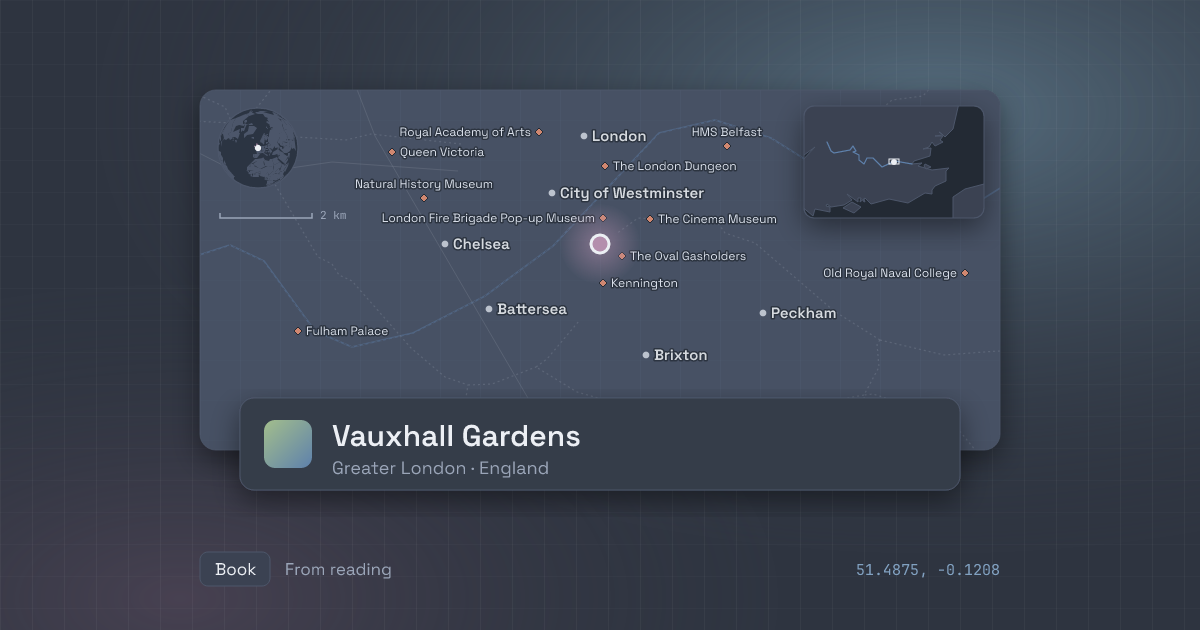 Royal Academy of Arts
London
HMS Belfast
Queen Victoria
The London Dungeon
Natural History Museum
City of Westminster
2 km
London Fire Brigade Pop-up Museum
The Cinema Museum
Chelsea
The Oval Gasholders
Old Royal Naval College
Kennington
Battersea
Peckham
Fulham Palace
Brixton
Vauxhall Gardens
Greater London · England
Book
From reading
51.4875, -0.1208